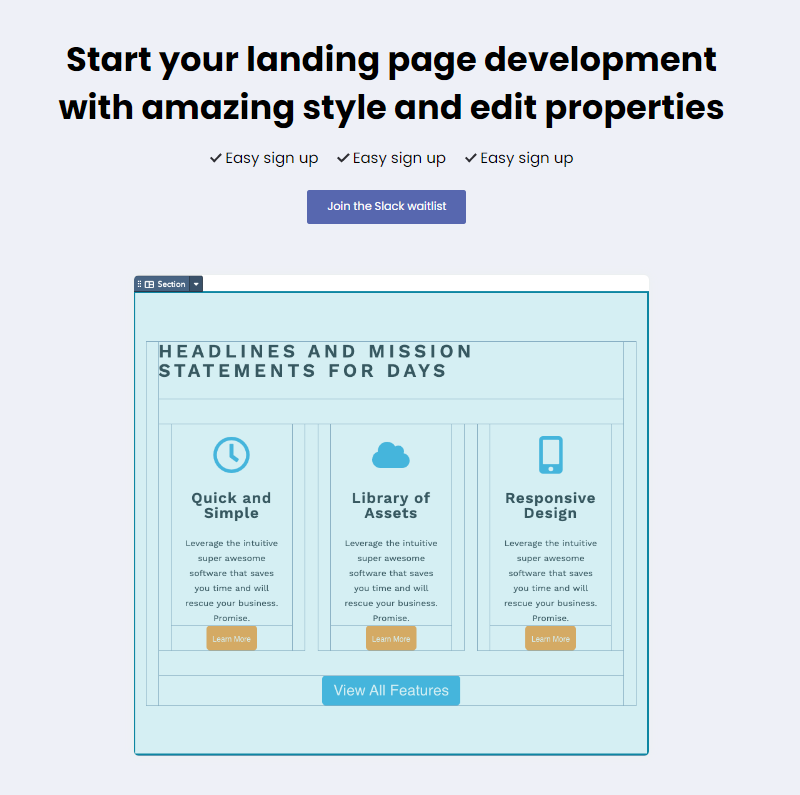 Start your landing page development
with amazing style and edit properties
Easy sign up Easy sign up Easy sign up
Join the Slack waitlist
Section
HEADLINES AND MISSION
STATEMENTS FOR DAYS
Quick and
Simple
Leverage the intuitive
super awesome
software that saves
you time and will
rescue your business.
Promise.
Learn More
Library of
Assets
Leverage the intuitive
super awesome
software that saves
you time and will
rescue your business.
Promise.
Learn More
Responsive
Design
Leverage the intuitive
super awesome
software that saves
you time and will
rescue your business.
Promise.
Learn More
View All Features